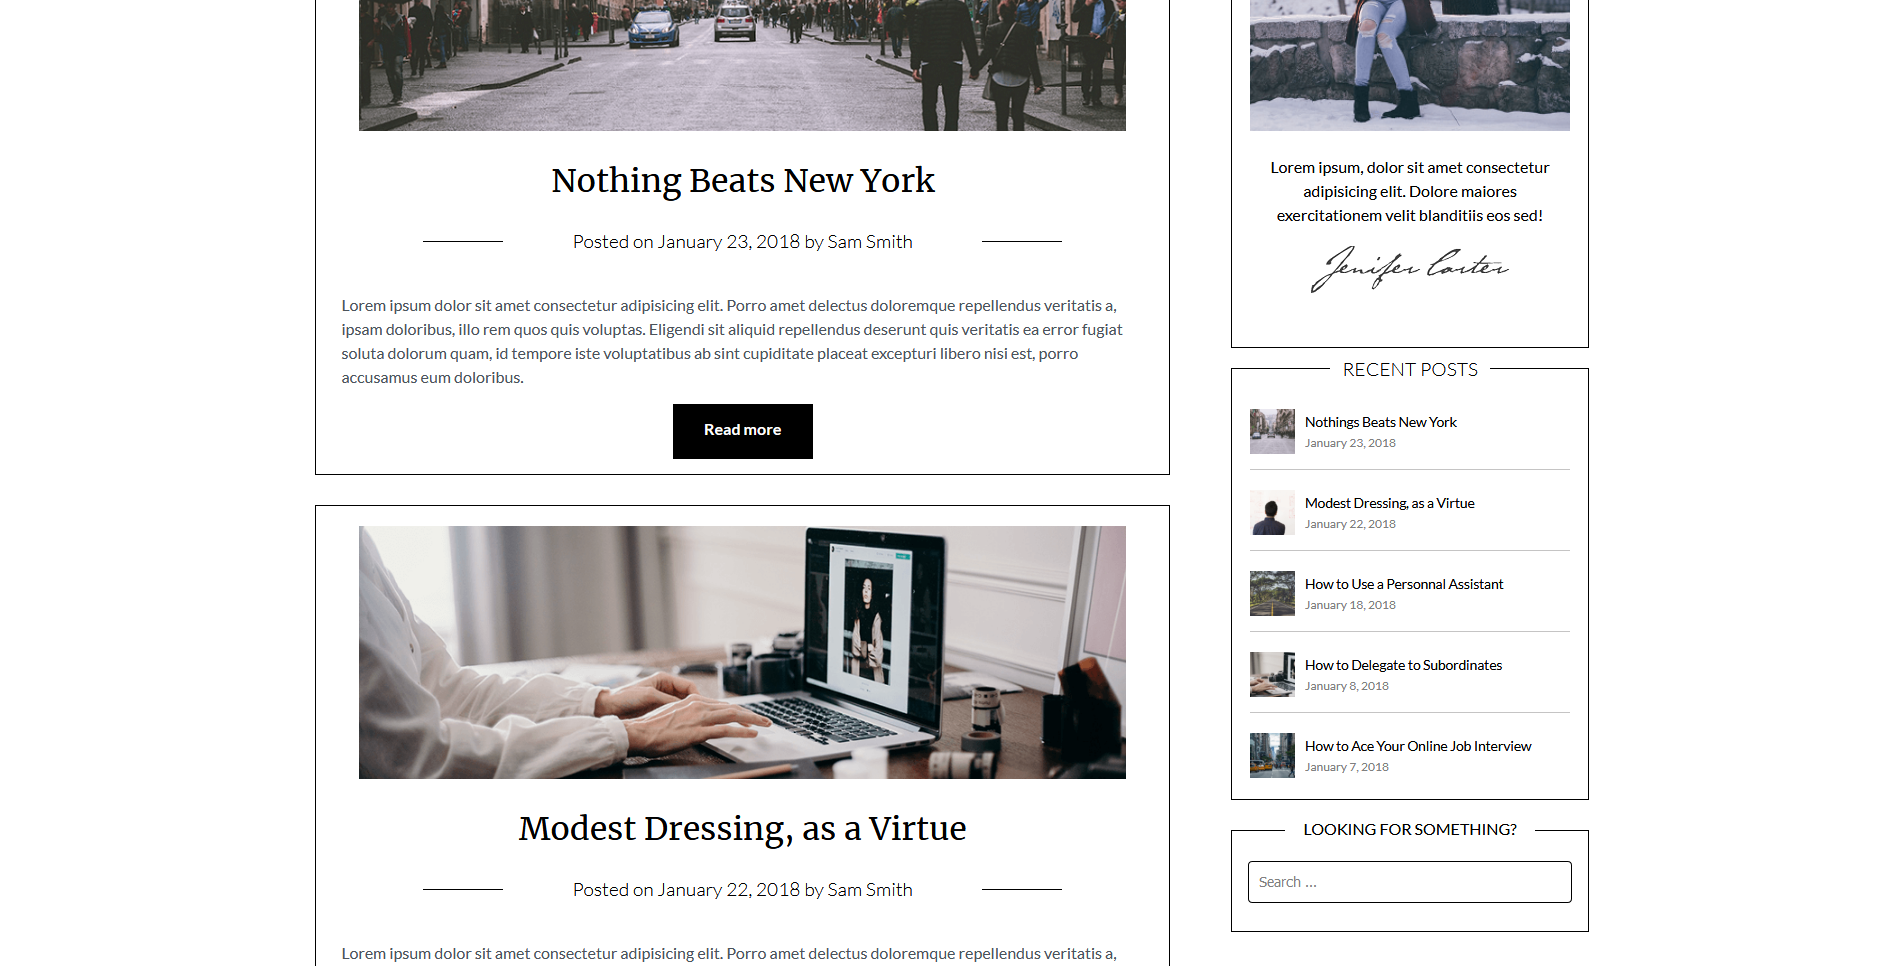 Nothing Beats New York
Posted on January 23, 2018 by Sam Smith
Lorem ipsum dolor sit amet consectetur adipisicing elit. Porro amet delectus doloremque repellendus veritatis a,
ipsam doloribus, illo rem quos quis voluptas. Eligendi sit aliquid repellendus deserunt quis veritatis ea error fugiat
soluta dolorum quam, id tempore iste voluptatibus ab sint cupiditate placeat excepturi libero nisi est, porro
accusamus eum doloribus.
Read more
Modest Dressing, as a Virtue
Posted on January 22, 2018 by Sam Smith
Lorem ipsum dolor sit amet consectetur adipisicing elit. Porro amet delectus doloremque repellendus veritatis a,
Lorem ipsum, dolor sit amet consectetur
adipisicing elit. Dolore maiores
exercitationem velit blanditiis eos sed!
Jenifer Carter
RECENT POSTS
Nothings Beats New York
January 23, 2018
Modest Dressing, as a Virtue
January 22, 2018
How to Use a Personnal Assistant
January 18, 2018
How to Delegate to Subordinates
January 8, 2018
How to Ace Your Online Job Interview
January 7, 2018
LOOKING FOR SOMETHING?
Search ...